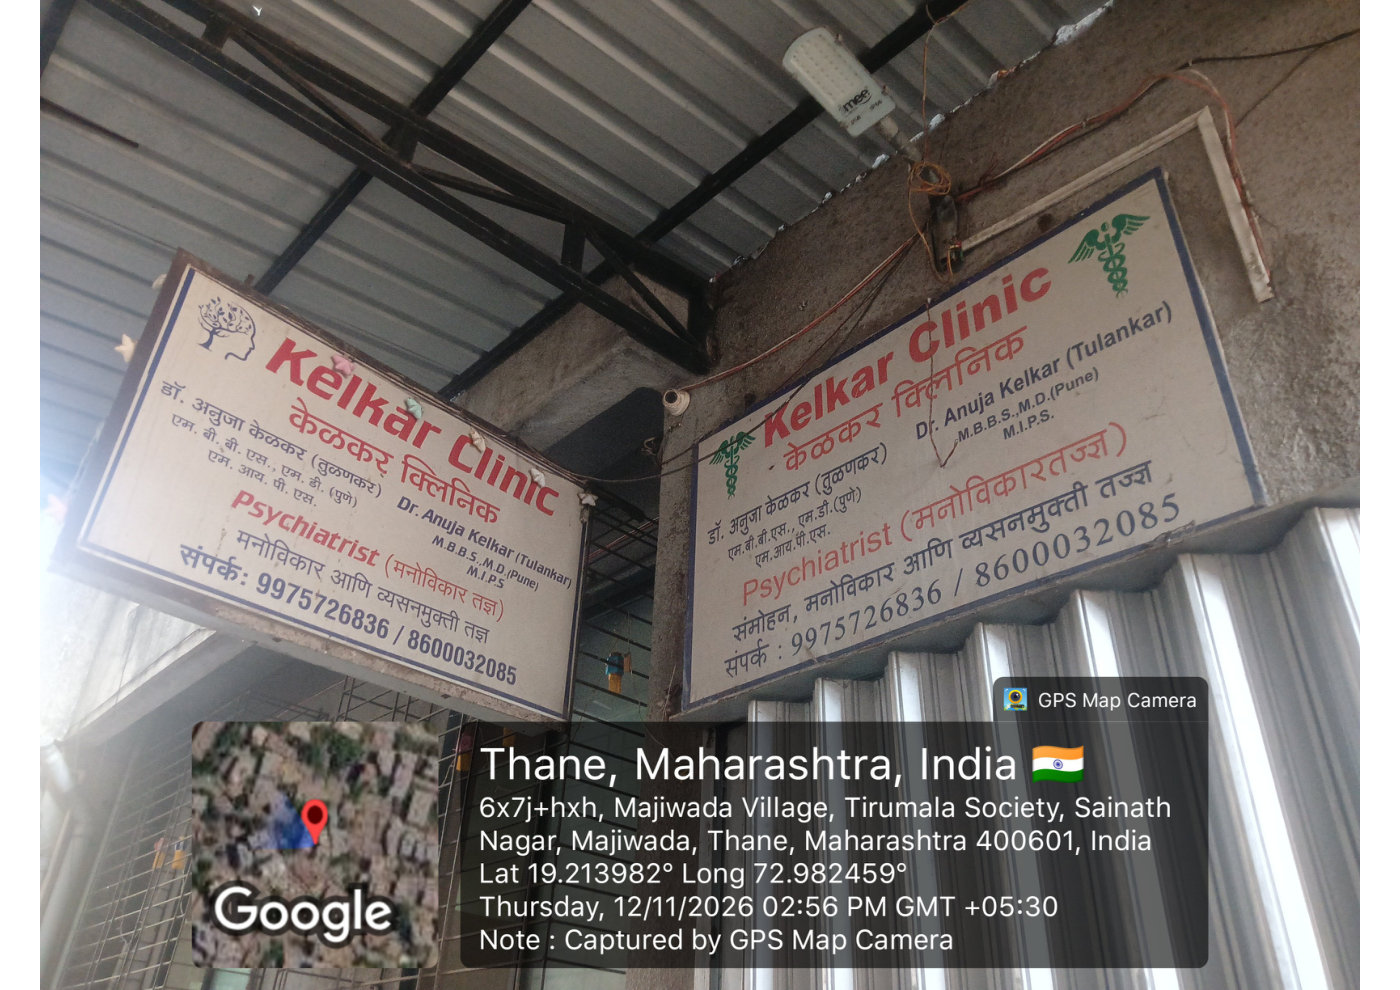 Kelkar Clinic
केळकर क्लिनिक
डॉ. अनुजा केळकर (तुळणकर)
एम. बी. बी. एस., एम. डी. (पुणे)
एम. आय. पी. एस.
Dr. Anuja Kelkar (Tulankar)
M.B.B.S.,M.D.(Pune)
M.I.P.S
Psychiatrist (मनोविकार तज्ञ)
मनोविकार आणि व्यसनमुक्ती तज्ञ
संपर्क: 9975726836 / 8600032085
Kelkar Clinic
केळकर क्लिनिक
डॉ. अनुजा केळकर (तुळणकर)
एम.बी.बी.एस., एम.डी.(पुणे)
एम.आय.पी.एस.
Dr. Anuja Kelkar (Tulankar)
M.B.B.S.,M.D.(Pune)
M.I.P.S.
Psychiatrist (मनोविकारतज्ज्ञ)
संमोहन, मनोविकार आणि व्यसनमुक्ती तज्ज्ञ
संपर्क : 9975726836 / 8600032085
GPS Map Camera
Thane, Maharashtra, India
6x7j+hxh, Majiwada Village, Tirumala Society, Sainath
Nagar, Majiwada, Thane, Maharashtra 400601, India
Lat 19.213982° Long 72.982459°
Thursday, 12/11/2026 02:56 PM GMT +05:30
Note : Captured by GPS Map Camera
Google